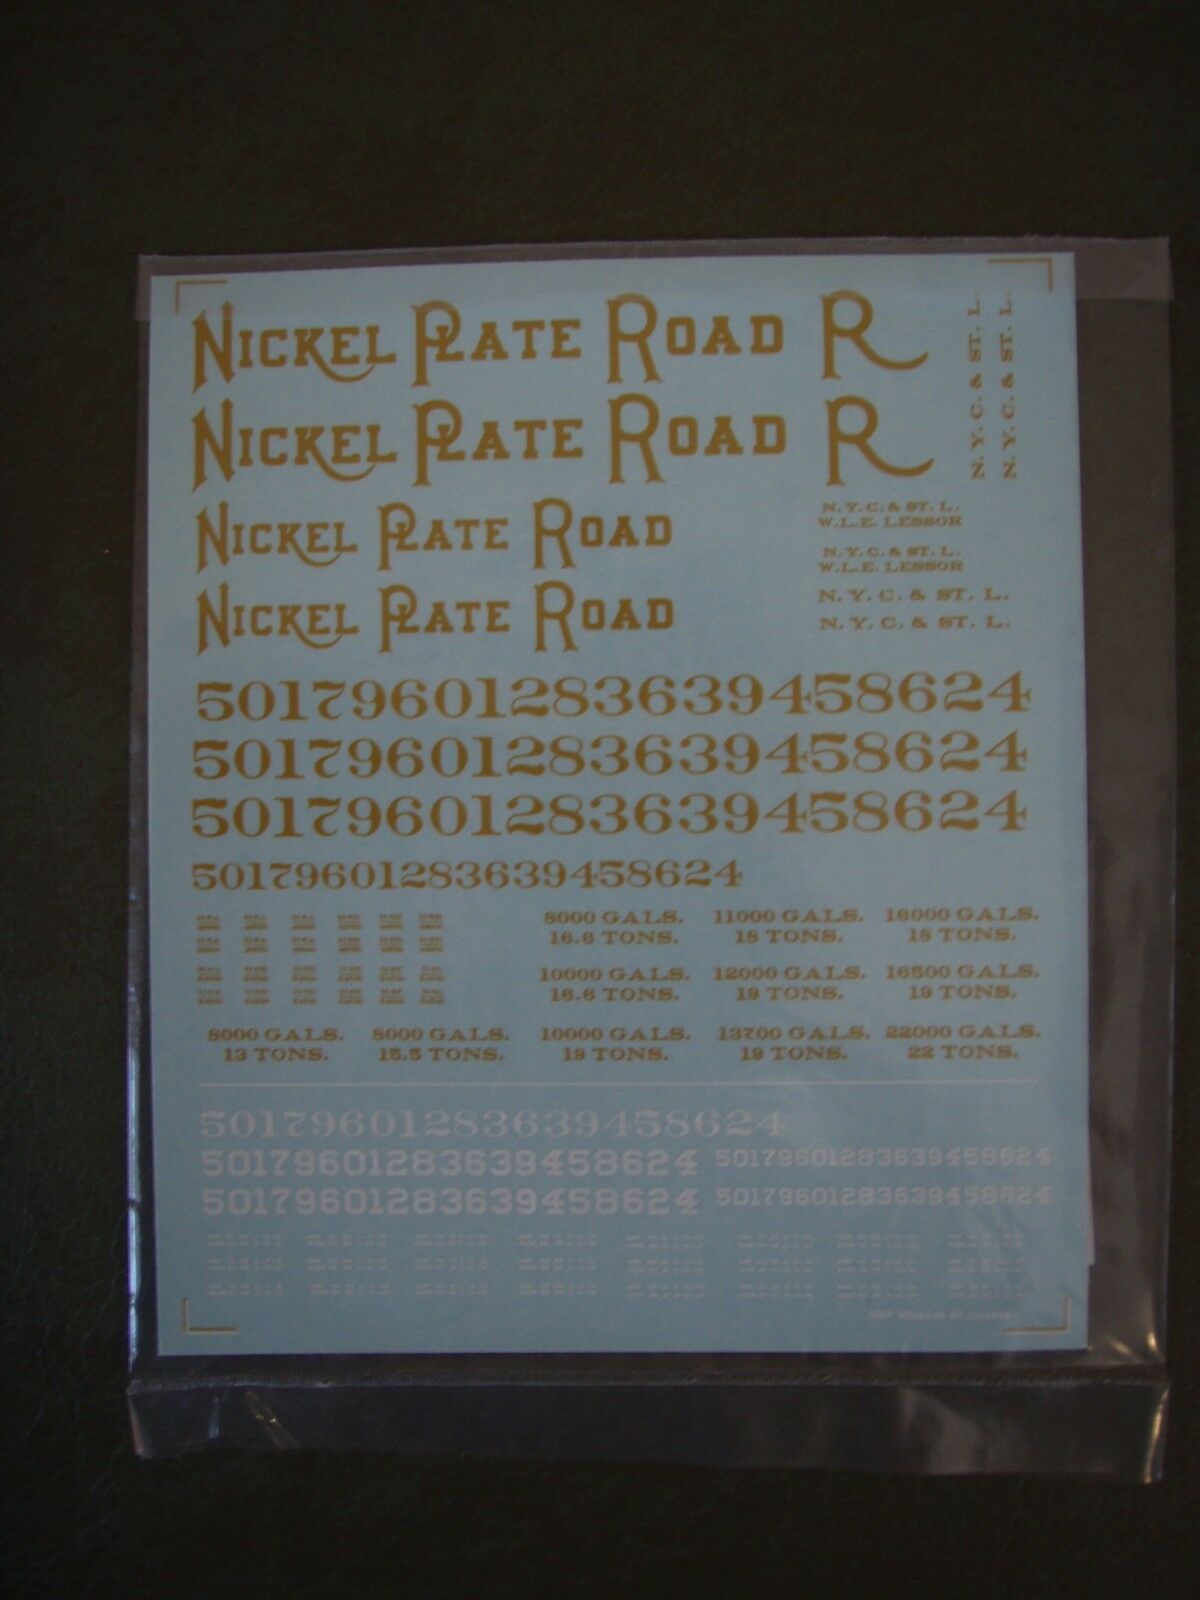 NICKEL PLATE ROAD R
NICKEL PLATE ROAD R
N. Y. C. & ST. L.
N. Y. C. & ST. L.
NICKEL PLATE ROAD
NICKEL PLATE ROAD
N. Y. C. & ST. L.
W.L.E. LESSOR
N. Y. C. & ST. L.
W.L.E. LESSOR
N. Y. C. & ST. L.
N. Y. C. & ST. L.
50179601283639458624
50179601283639458624
50179601283639458624
50179601283639458624
8000 GALS. 11000 GALS. 16000 GALS.
16.6 TONS. 18 TONS. 18 TONS.
10000 GALS. 12000 GALS. 16500 GALS.
16.6 TONS. 19 TONS. 19 TONS.
8000 GALS. 8000 GALS. 10000 GALS. 13700 GALS. 22000 GALS.
13 TONS. 15.5 TONS. 19 TONS. 19 TONS. 22 TONS.
50179601283639458624
50179601283639458624 50179601283639458624
50179601283639458624 50179601283639458624